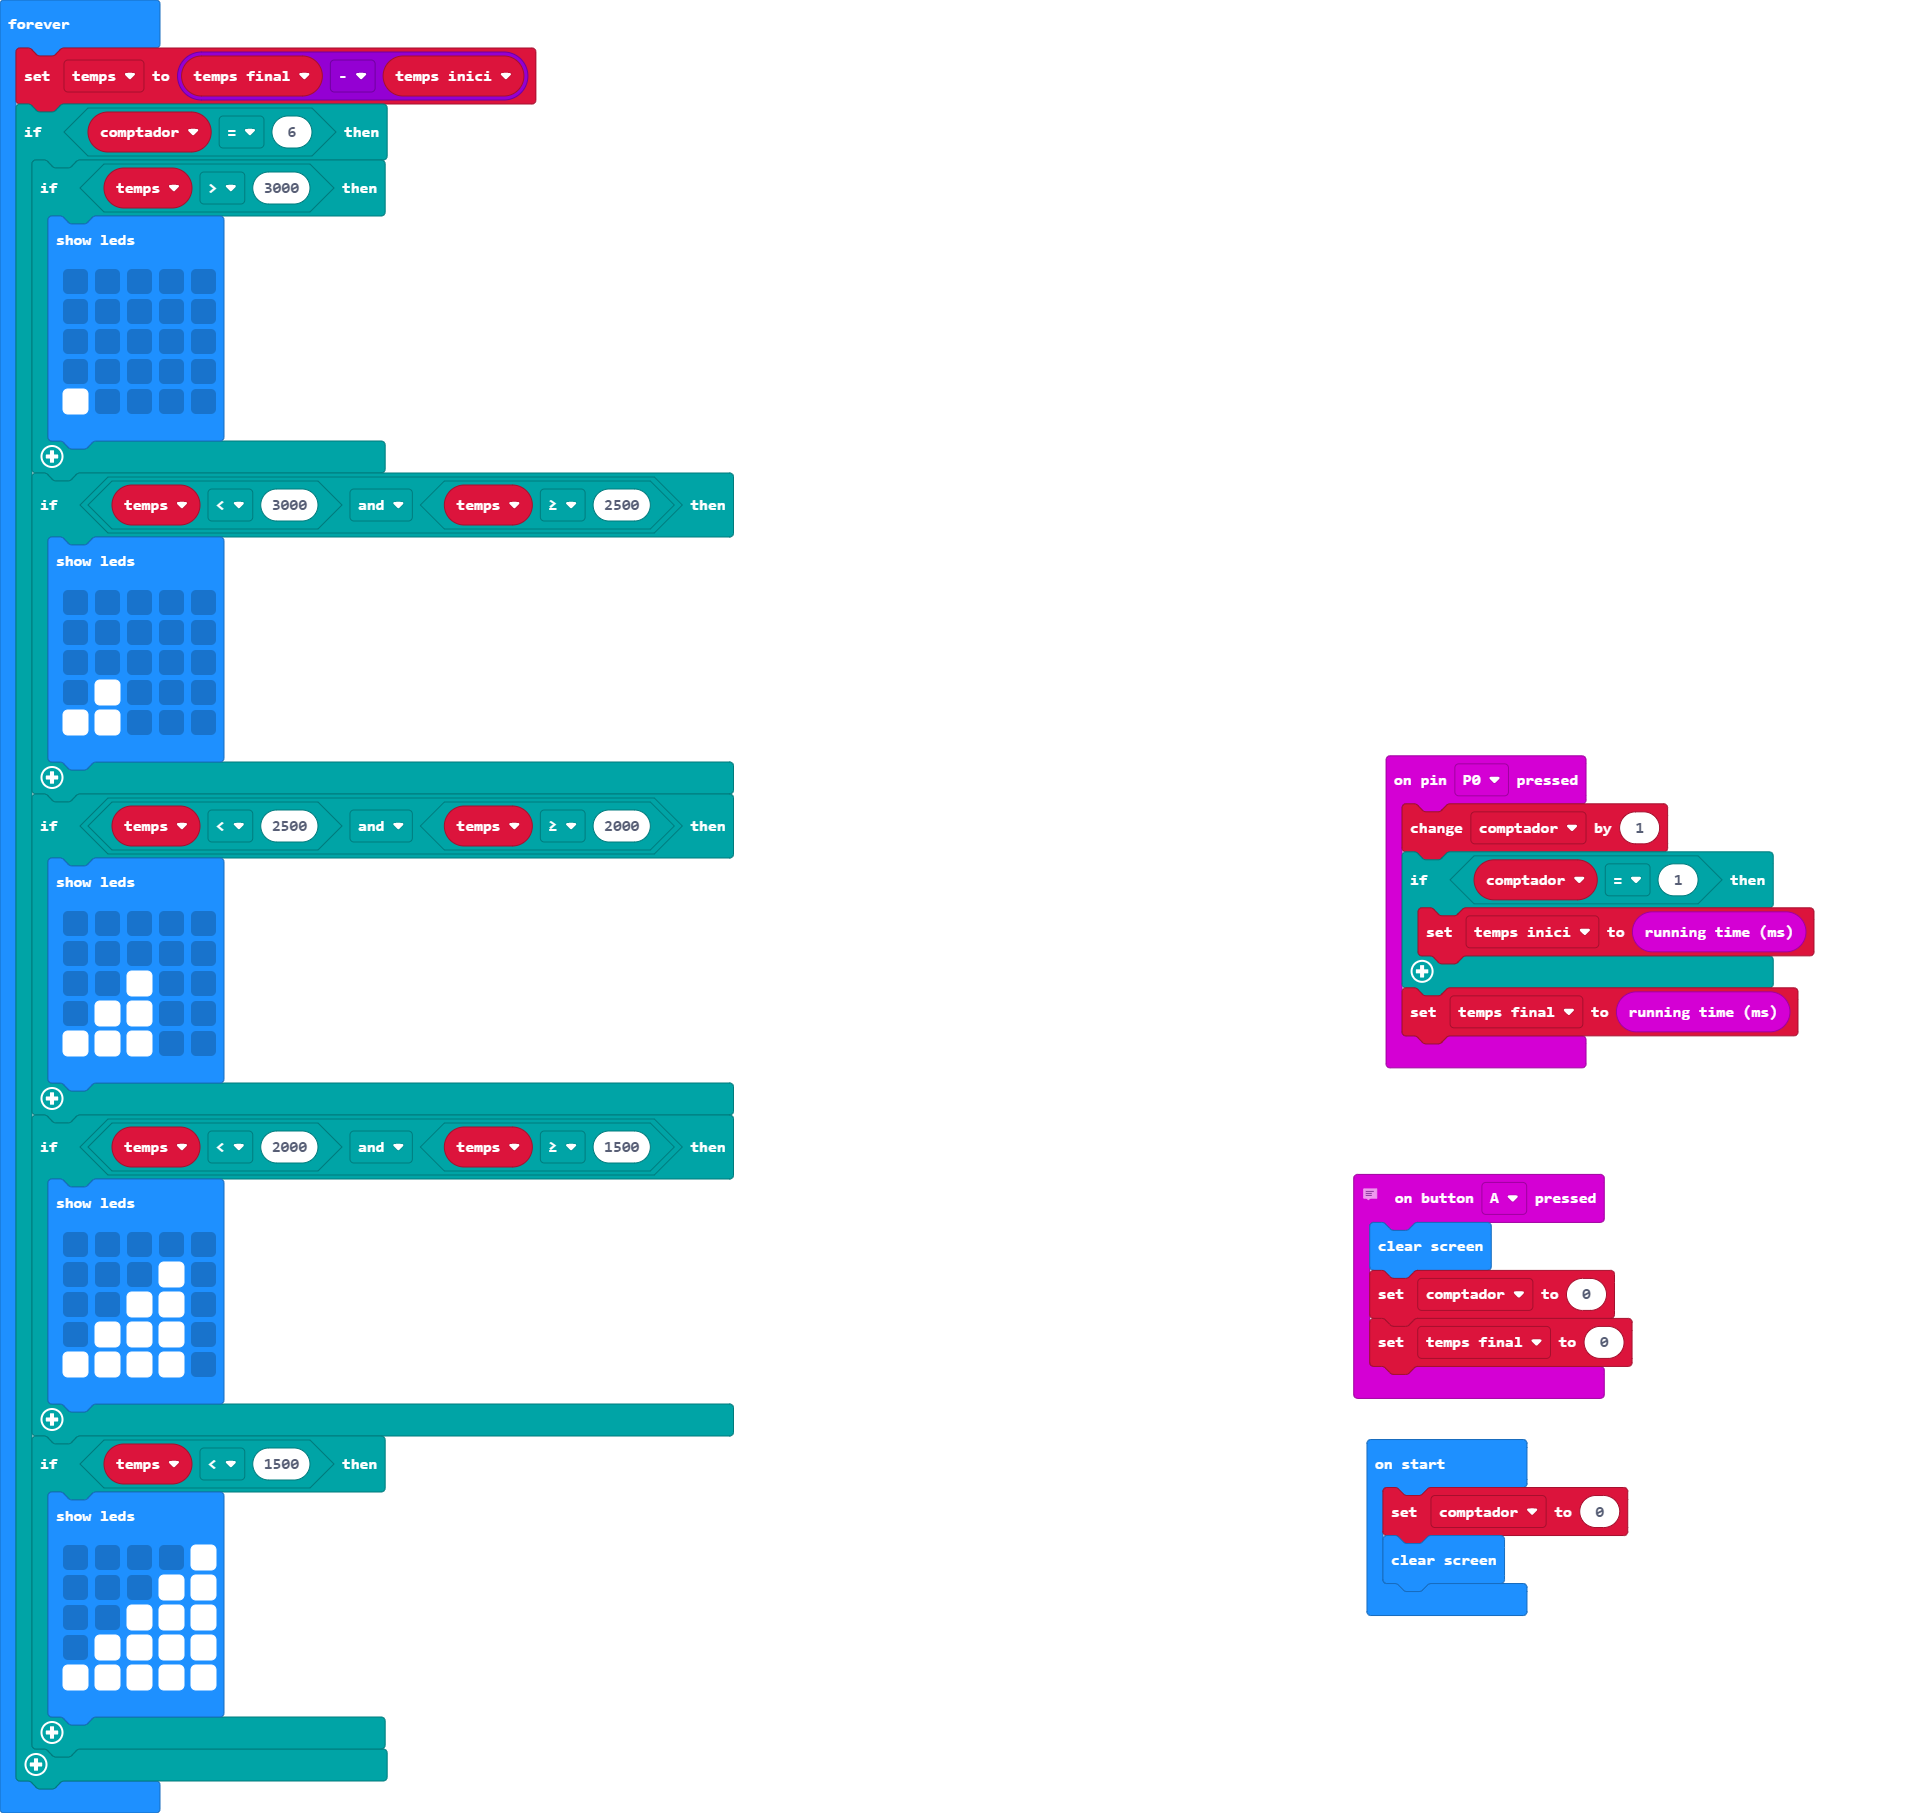 forever
set temps to temps final - temps inici
if comptador = 6 then
if temps > 3000 then
show leds
if temps < 3000 and temps ≥ 2500 then
show leds
if temps < 2500 and temps ≥ 2000 then
show leds
if temps < 2000 and temps ≥ 1500 then
show leds
if temps < 1500 then
show leds
on pin P0 pressed
change comptador by 1
if comptador = 1 then
set temps inici to running time (ms)
set temps final to running time (ms)
on button A pressed
clear screen
set comptador to 0
set temps final to 0
on start
set comptador to 0
clear screen